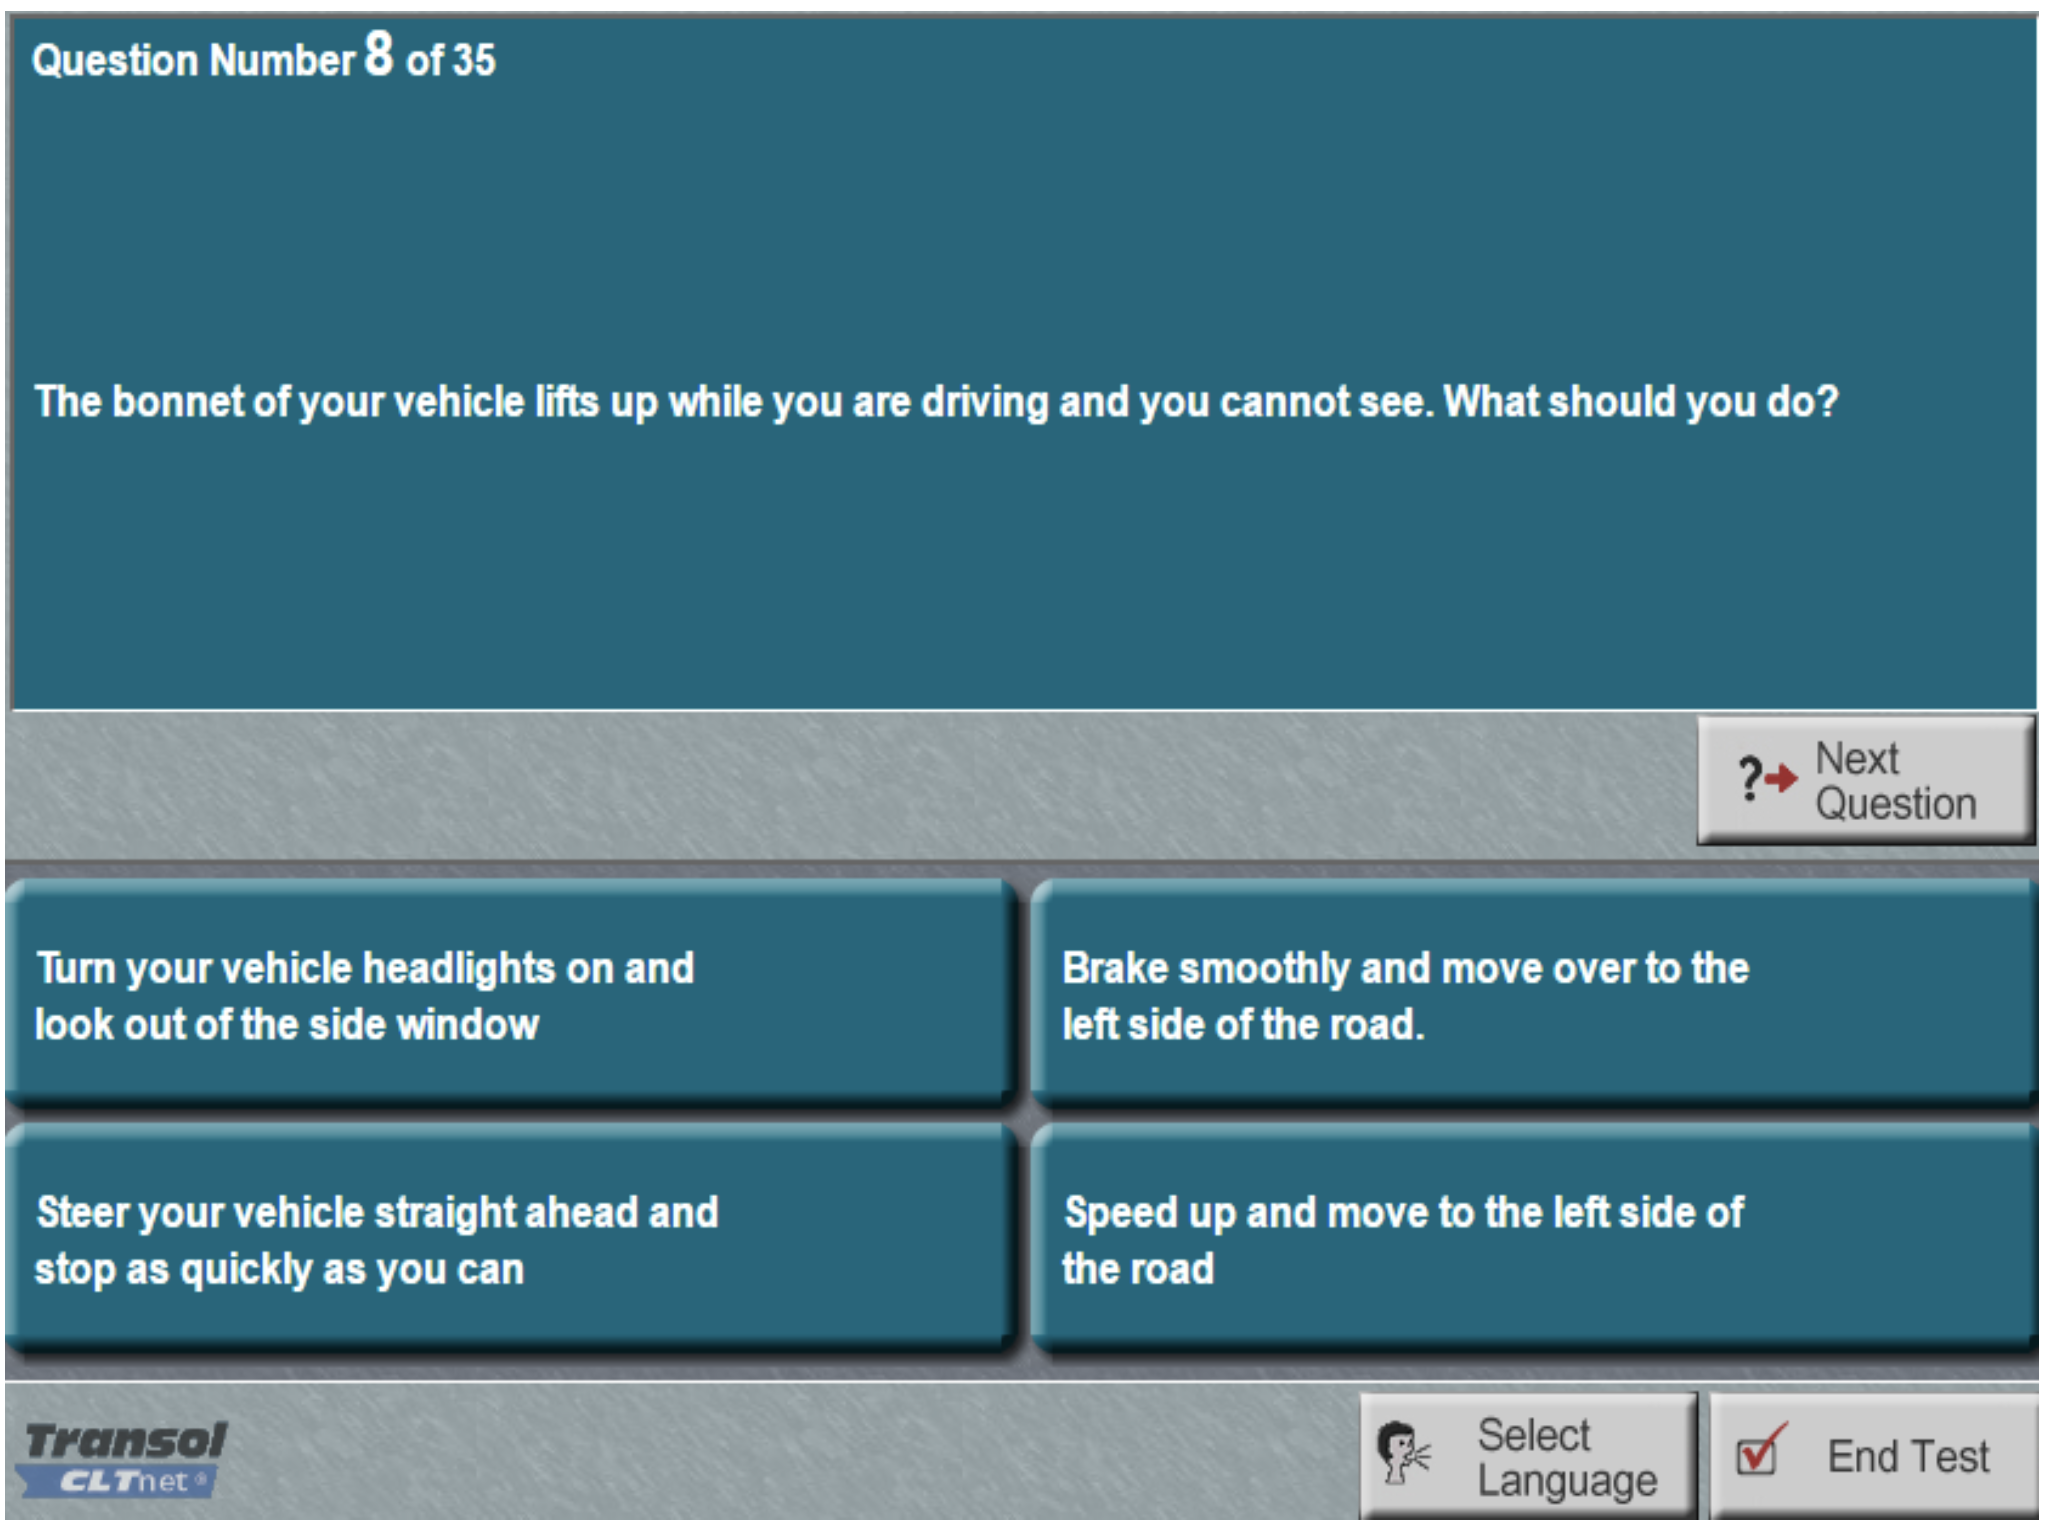 Question Number 8 of 35
The bonnet of your vehicle lifts up while you are driving and you cannot see. What should you do?
?
Next
Question
Turn your vehicle headlights on and
look out of the side window
Brake smoothly and move over to the
left side of the road.
Steer your vehicle straight ahead and
stop as quickly as you can
Speed up and move to the left side of
the road
Transol
CLTnet®
Select
Language
End Test